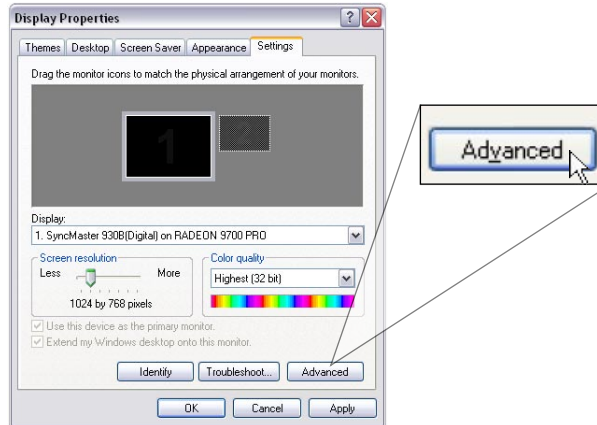 Display Properties
Themes Desktop Screen Saver Appearance Settings
Drag the monitor icons to match the physical arrangement of your monitors.
1 2
Display:
1. SyncMaster 930B(Digital) on RADEON 9700 PRO
Screen resolution
Less More
1024 by 768 pixels
Color quality
Highest (32 bit)
Use this device as the primary monitor.
Extend my Windows desktop onto this monitor.
Identify Troubleshoot... Advanced
OK Cancel Apply
Advanced